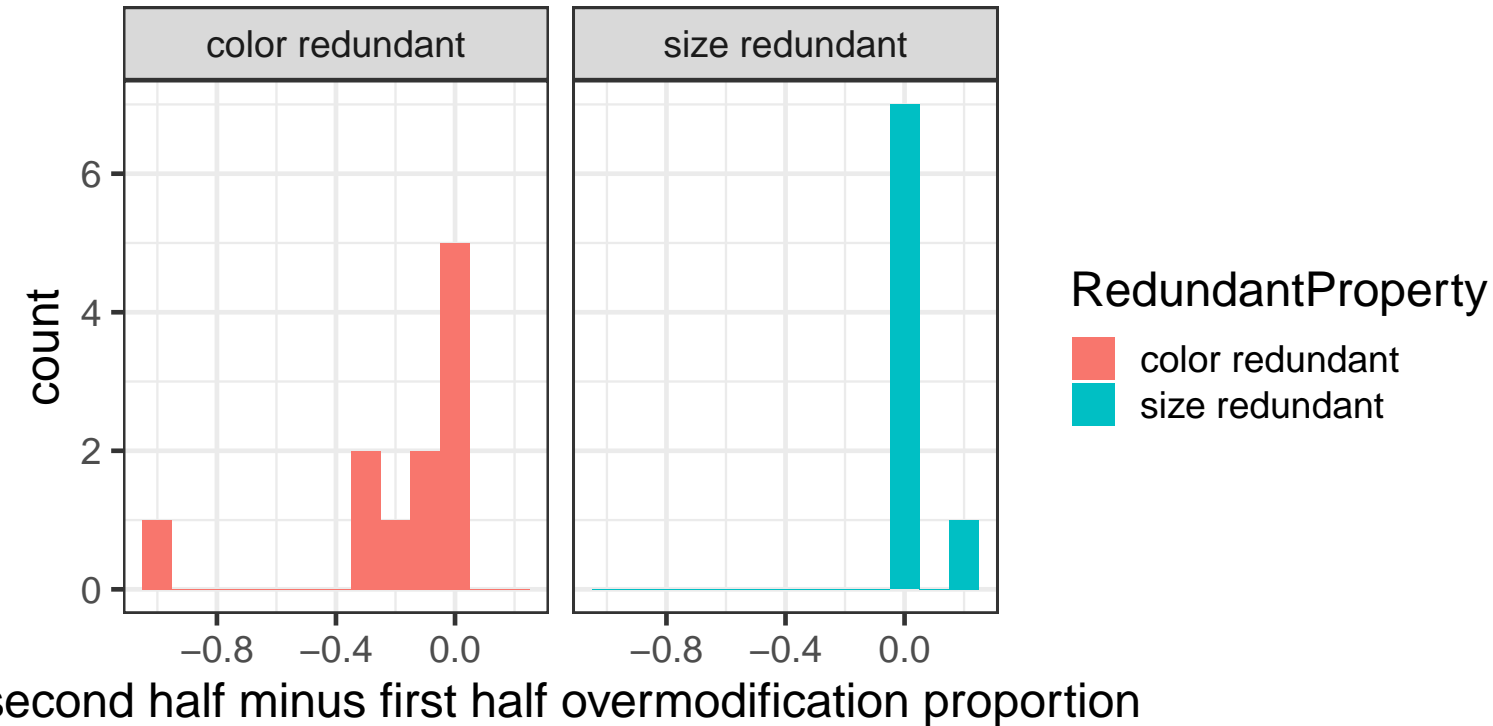 color redundant
size redundant
count
6
4
2
0
−0.8
−0.4
0.0
−0.8
−0.4
0.0
second half minus first half overmodification proportion
RedundantProperty
color redundant
size redundant